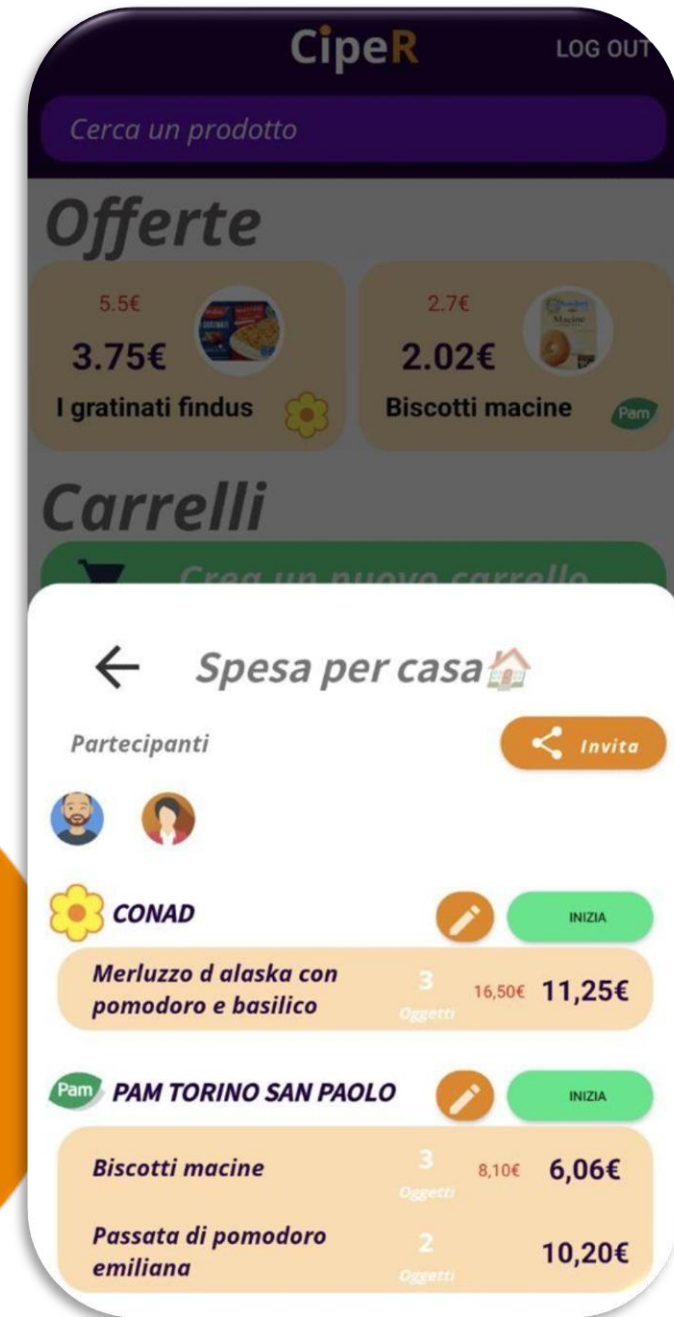 CipeR
LOG OUT
Cerca un prodotto
Offerte
5.5€
3.75€
I gratinati findus
2.7€
2.02€
Biscotti macine
Pam
Carrelli
Crea un nuovo carrello
Spesa per casa
Partecipanti
Invita
CONAD
INIZIA
Merluzzo d alaska con
pomodoro e basilico
3
Oggetti
16,50€
11,25€
Pam
PAM TORINO SAN PAOLO
INIZIA
Biscotti macine
3
Oggetti
8,10€
6,06€
Passata di pomodoro
emiliana
2
Oggetti
10,20€